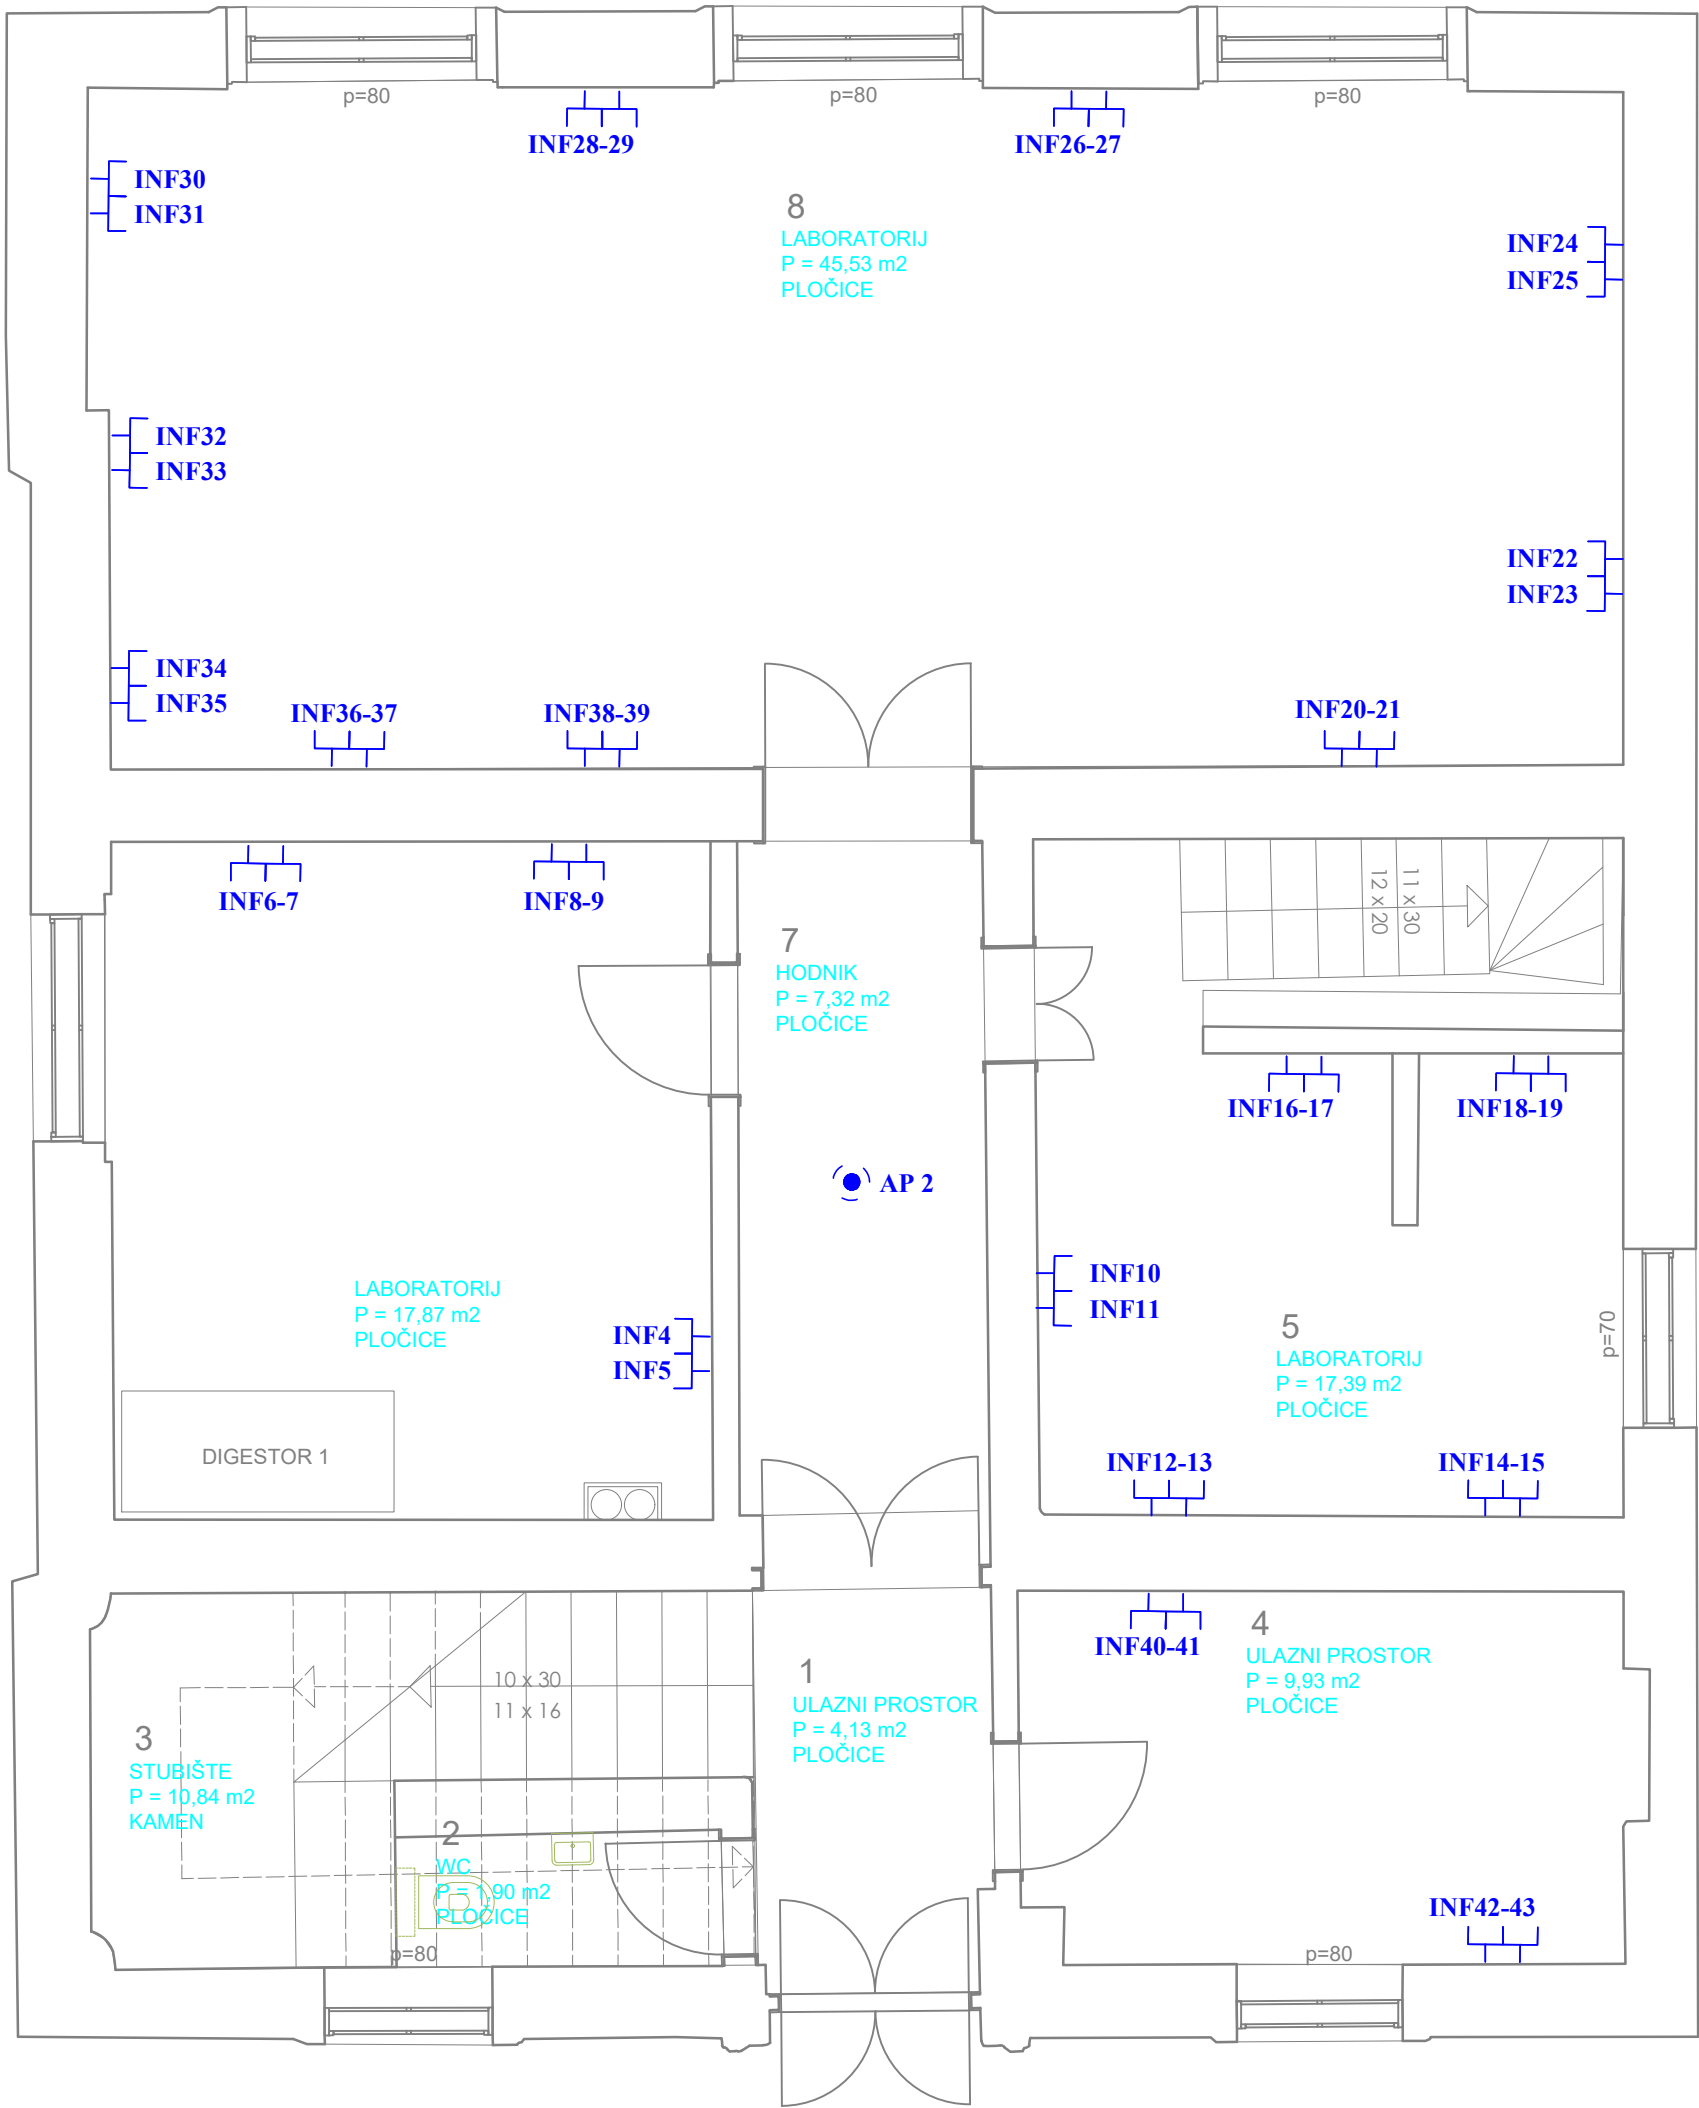 p=80
p=80
p=80
INF28-29
INF26-27
INF30
INF31
8
LABORATORIJ
P = 45,53 m2
PLOČICE
INF24
INF25
INF32
INF33
INF22
INF23
INF34
INF35
INF36-37
INF38-39
INF20-21
INF6-7
INF8-9
11 x 30
12 x 20
7
HODNIK
P = 7,32 m2
PLOČICE
INF16-17
INF18-19
AP 2
LABORATORIJ
P = 17,87 m2
PLOČICE
INF4
INF5
INF10
INF11
5
LABORATORIJ
P = 17,39 m2
PLOČICE
p=70
DIGESTOR 1
INF12-13
INF14-15
INF40-41
4
ULAZNI PROSTOR
P = 9,93 m2
PLOČICE
10 x 30
11 x 16
1
ULAZNI PROSTOR
P = 4,13 m2
PLOČICE
3
STUBIŠTE
P = 10,84 m2
KAMEN
2
WC
P = 1,90 m2
PLOČICE
p=80
INF42-43
p=80